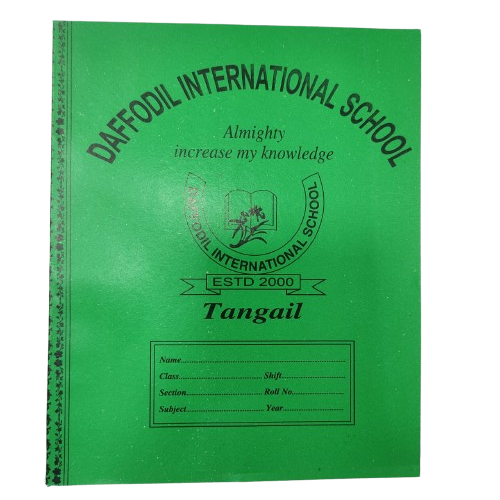 DAFFODIL INTERNATIONAL SCHOOL
Almighty
increase my knowledge
DAFFODIL INTERNATIONAL SCHOOL
ESTD 2000
Tangail
Name....................................................................
Class.................................. Shift..........................
Section............................... Roll No.....................
Subject............................... Year.........................